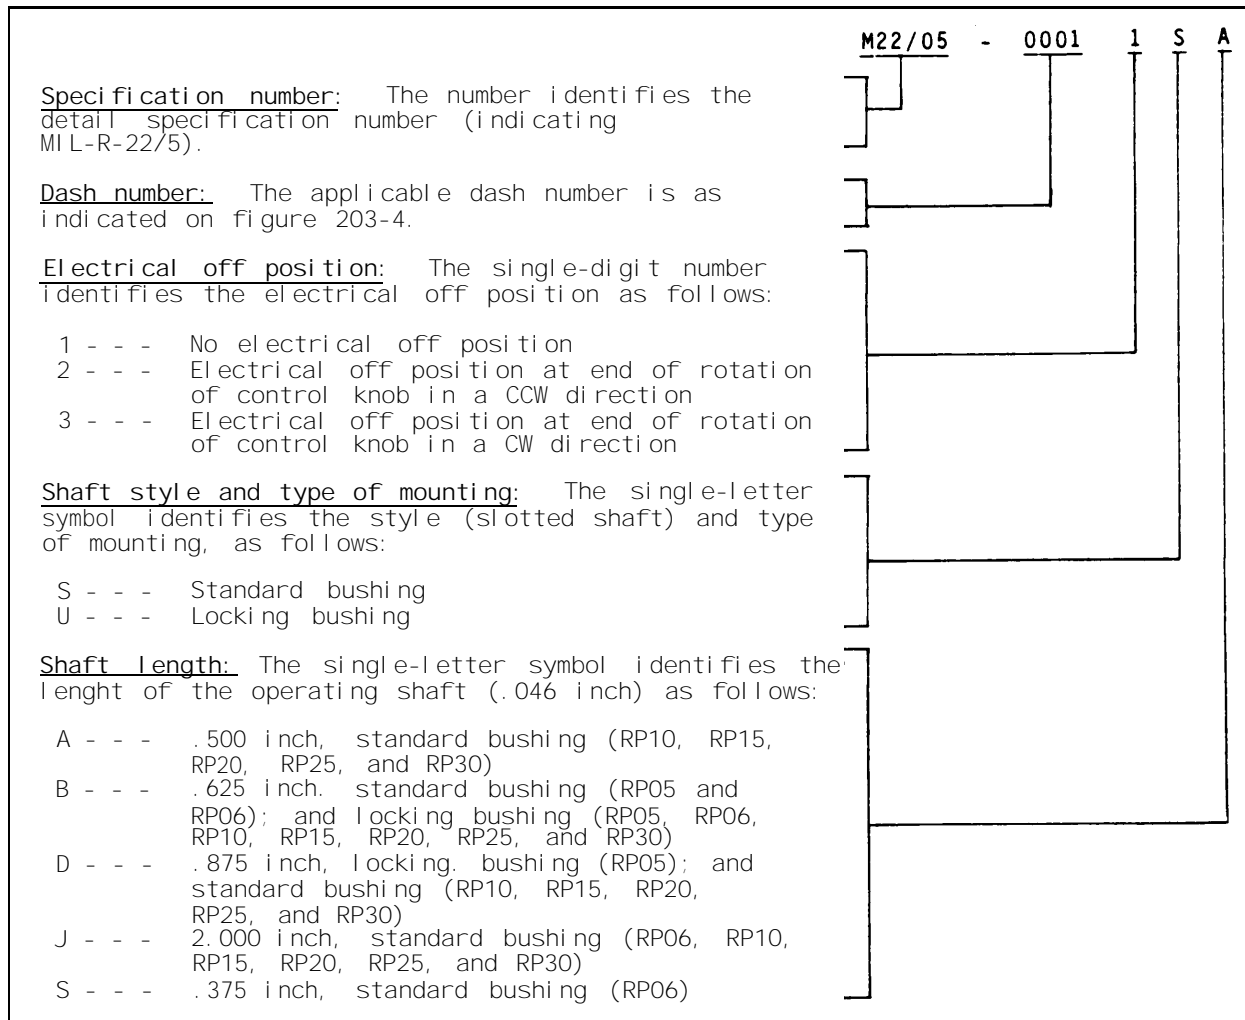 M22/05 - 0001 1 S A
Specification number: The number identifies the
detail specification number (indicating
MIL-R-22/5).
Dash number: The applicable dash number is as
indicated on figure 203-4.
Electrical off position: The single-digit number
identifies the electrical off position as follows:
1 - - - No electrical off position
2 - - - Electrical off position at end of rotation
of control knob in a CCW direction
3 - - - Electrical off position at end of rotation
of control knob in a CW direction
Shaft style and type of mounting: The single-letter
symbol identifies the style (slotted shaft) and type
of mounting, as follows:
S - - - Standard bushing
U - - - Locking bushing
Shaft length: The single-letter symbol identifies the
lenght of the operating shaft (.046 inch) as follows:
A - - - .500 inch, standard bushing (RP10, RP15,
RP20, RP25, and RP30)
B - - - .625 inch. standard bushing (RP05 and
RP06); and locking bushing (RP05, RP06,
RP10, RP15, RP20, RP25, and RP30)
D - - - .875 inch, locking. bushing (RP05); and
standard bushing (RP10, RP15, RP20,
RP25, and RP30)
J - - - 2.000 inch, standard bushing (RP06, RP10,
RP15, RP20, RP25, and RP30)
S - - - .375 inch, standard bushing (RP06)